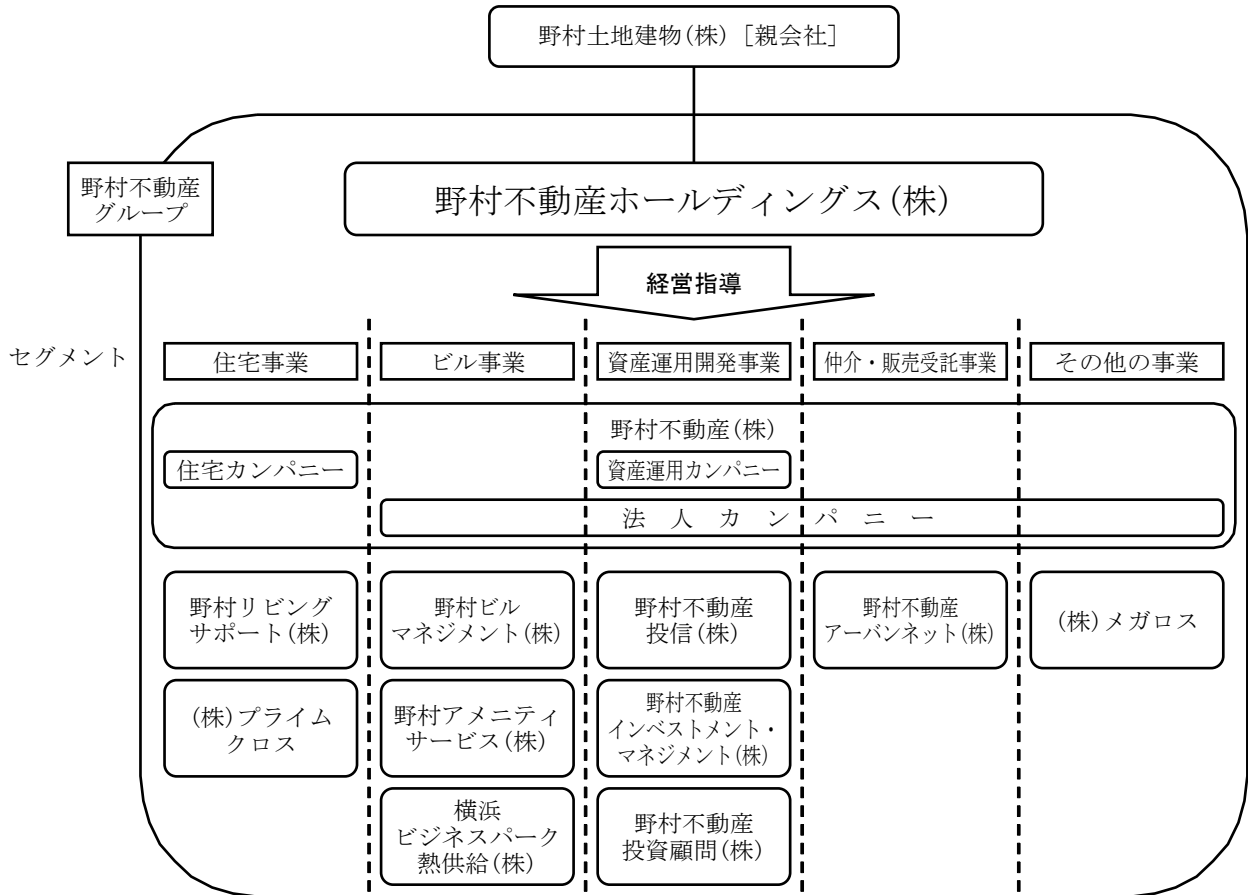 野村土地建物(株)［親会社］
野村不動産
グループ
野村不動産ホールディングス(株)
経営指導
セグメント
住宅事業
ビル事業
資産運用開発事業
仲介・販売受託事業
その他の事業
野村不動産(株)
住宅カンパニー
資産運用カンパニー
法人カンパニー
野村リビング
サポート(株)
野村ビル
マネジメント(株)
野村不動産
投信(株)
野村不動産
アーバンネット(株)
(株)メガロス
(株)プライム
クロス
野村アメニティ
サービス(株)
野村不動産
インベストメント・
マネジメント(株)
横浜
ビジネスパーク
熱供給(株)
野村不動産
投資顧問(株)